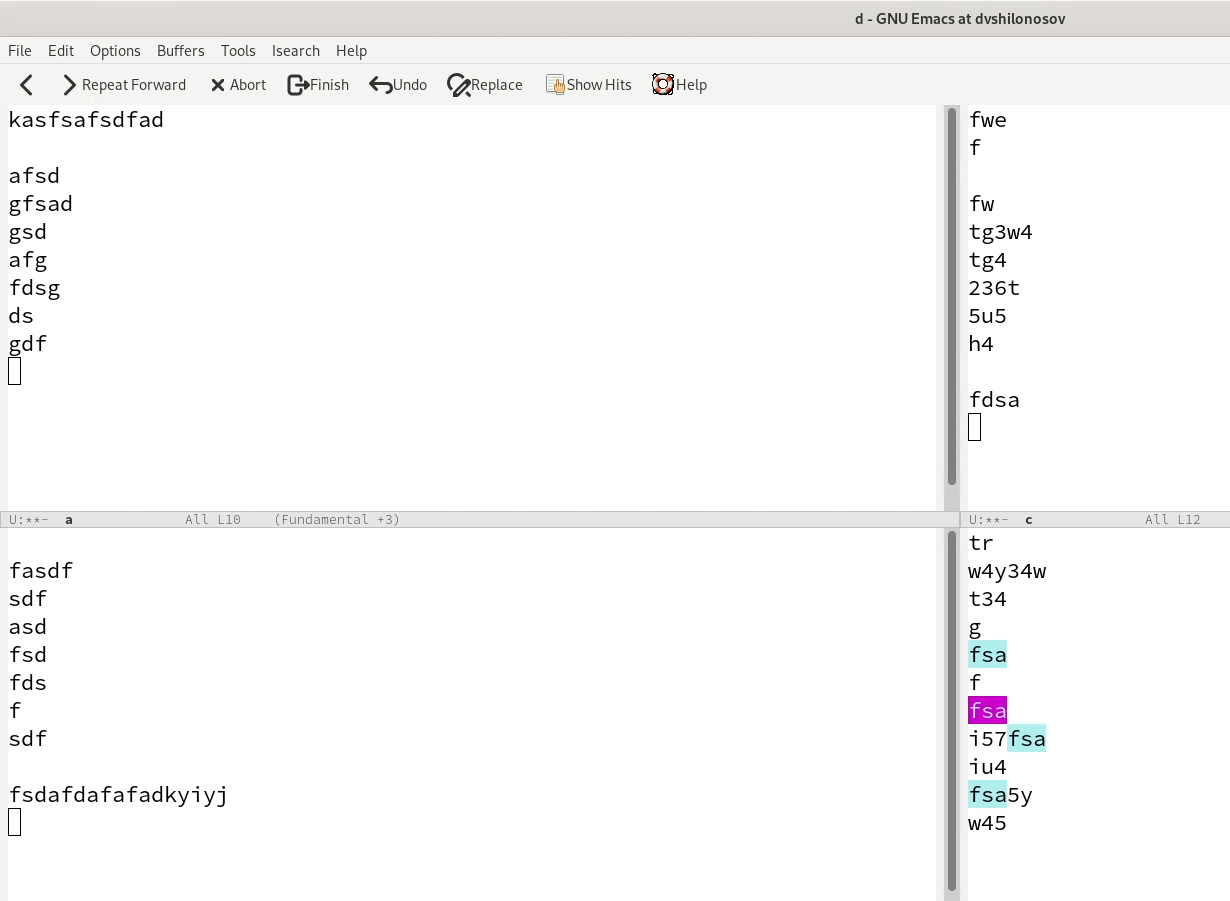 d - GNU Emacs at dvshilonosov
File Edit Options Buffers Tools Isearch Help
Repeat Forward Abort Finish Undo Replace Show Hits Help
kasfsafsdfad
afsd
gfsad
gsd
afg
fdsg
ds
gdf
U:**- a All L10 (Fundamental +3)
fasdf
sdf
asd
fsd
fds
f
sdf
fsdafdafafadkyiyj
fwe
f
fw
tg3w4
tg4
236t
5u5
h4
fdsa
U:**- c All L12
tr
w4y34w
t34
g
fsa
f
fsa
i57fsa
iu4
fsa5y
w45